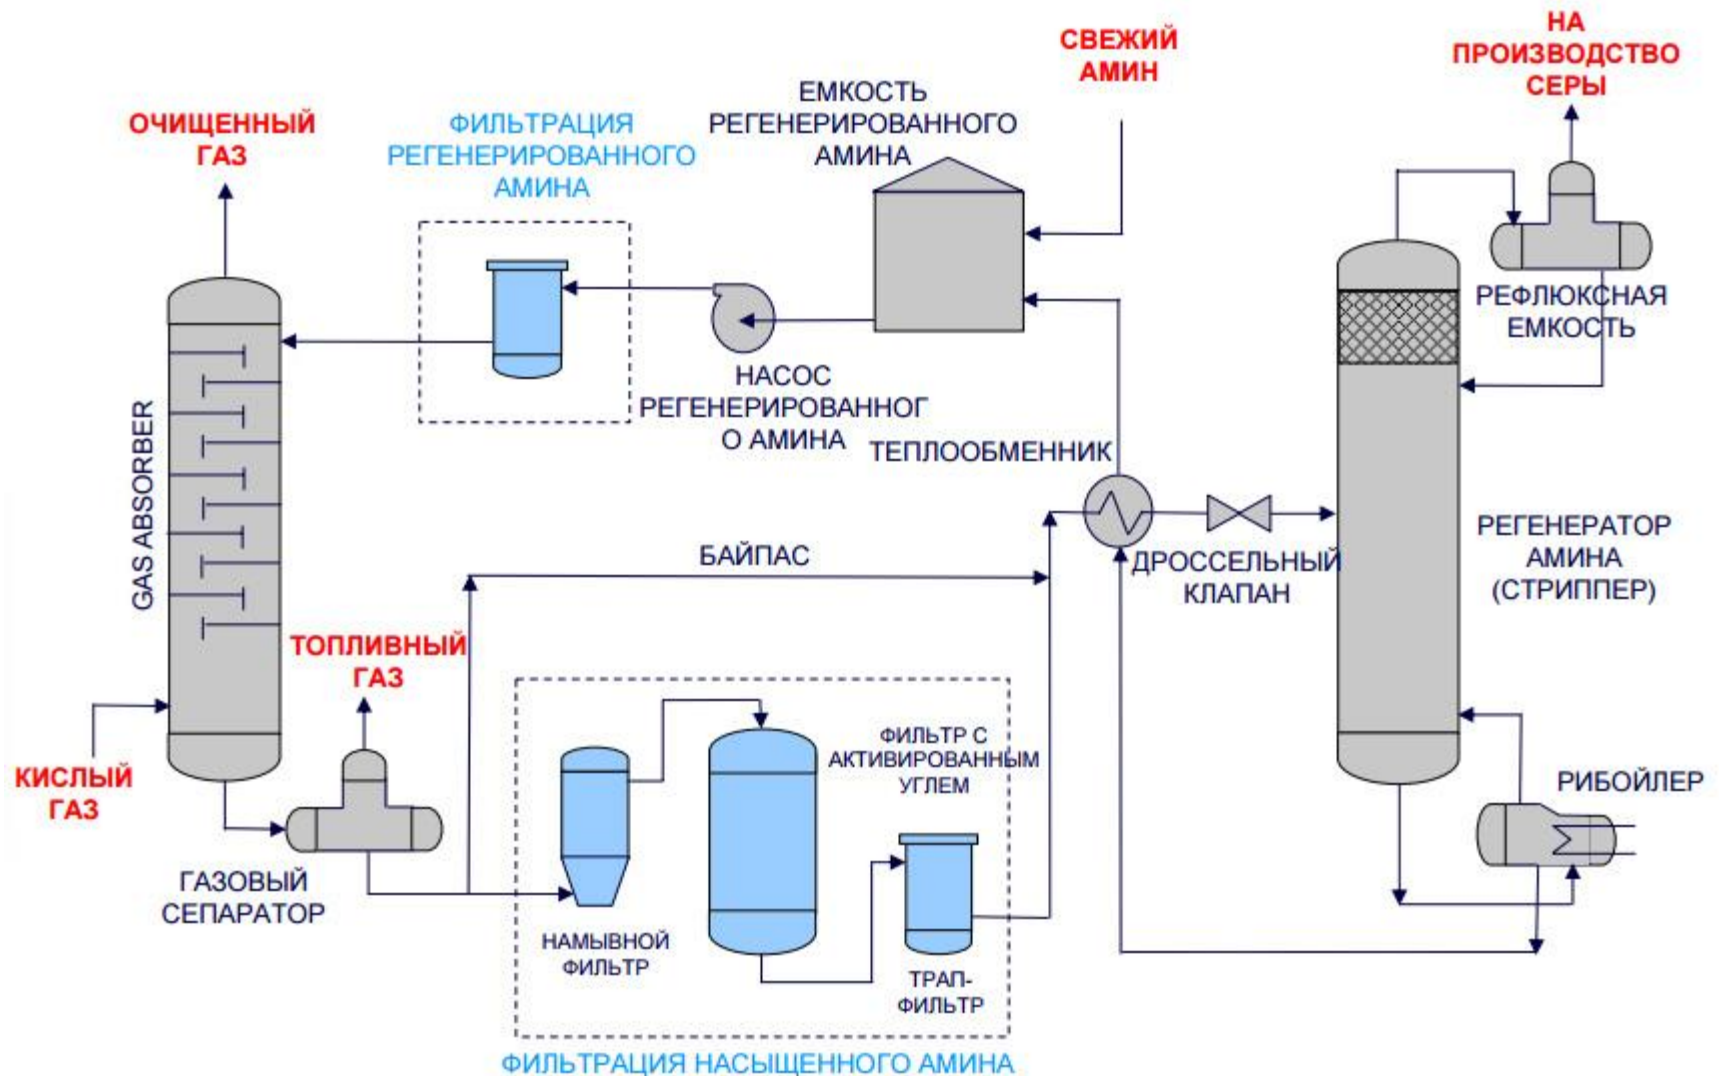 СВЕЖИЙ
АМИН
НА
ПРОИЗВОДСТВО
СЕРЫ
ЕМКОСТЬ
РЕГЕНЕРИРОВАННОГО
АМИНА
ОЧИЩЕННЫЙ
ГАЗ
ФИЛЬТРАЦИЯ
РЕГЕНЕРИРОВАННОГО
АМИНА
РЕФЛЮКСНАЯ
ЕМКОСТЬ
НАСОС
РЕГЕНЕРИРОВАННОГ
О АМИНА
GAS ABSORBER
ТЕПЛООБМЕННИК
ДРОССЕЛЬНЫЙ
КЛАПАН
РЕГЕНЕРАТОР
АМИНА
(СТРИППЕР)
БАЙПАС
ТОПЛИВНЫЙ
ГАЗ
КИСЛЫЙ
ГАЗ
ФИЛЬТР С
АКТИВИРОВАННЫМ
УГЛЕМ
РИБОЙЛЕР
ГАЗОВЫЙ
СЕПАРАТОР
НАМЫВНОЙ
ФИЛЬТР
ТРАП-
ФИЛЬТР
ФИЛЬТРАЦИЯ НАСЫЩЕННОГО АМИНА